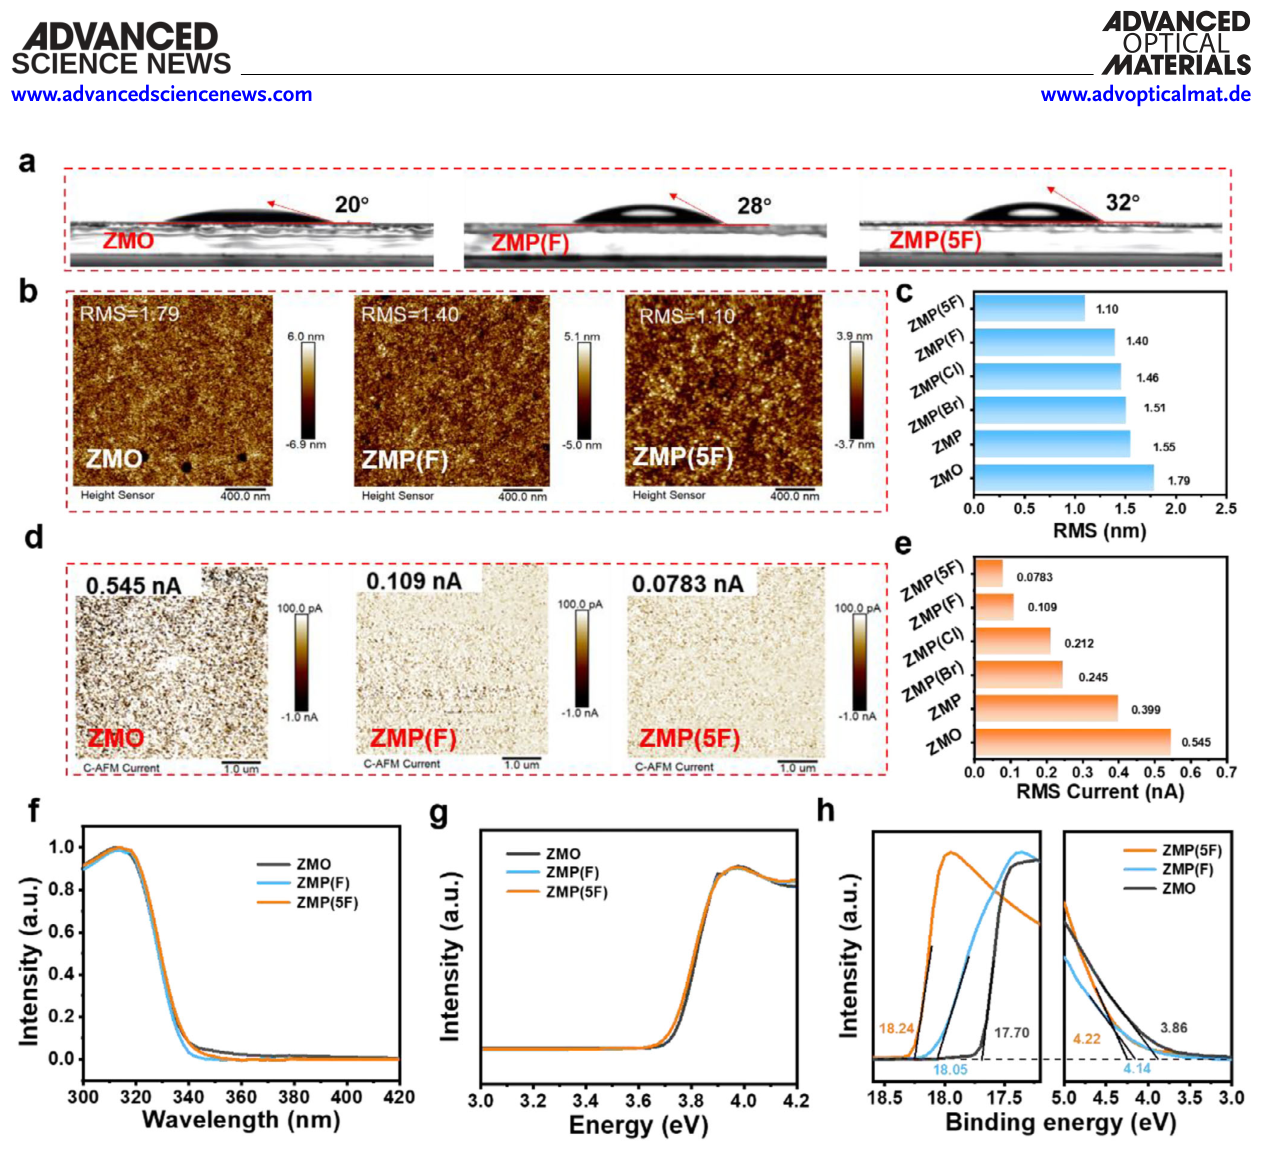 ADVANCED
SCIENCE NEWS
www.advancedsciencenews.com
ADVANCED
OPTICAL
MATERIALS
www.advopticalmat.de
a
20°
28°
32°
ZMO
ZMP(F)
ZMP(5F)
b
RMS=1.79
6.0 nm
-6.9 nm
ZMO
Height Sensor
400.0 nm
RMS=1.40
5.1 nm
-5.0 nm
ZMP(F)
Height Sensor
400.0 nm
RMS=1.10
3.9 nm
-3.7 nm
ZMP(5F)
Height Sensor
400.0 nm
c
ZMP(5F) 1.10
ZMP(F) 1.40
ZMP(Cl) 1.46
ZMP(Br) 1.51
ZMP 1.55
ZMO 1.79
0.0 0.5 1.0 1.5 2.0 2.5
RMS (nm)
d
0.545 nA
100.0 pA
-1.0 nA
ZMO
C-AFM Current
1.0 um
0.109 nA
100.0 pA
-1.0 nA
ZMP(F)
C-AFM Current
1.0 um
0.0783 nA
100.0 pA
-1.0 nA
ZMP(5F)
C-AFM Current
1.0 um
e
ZMP(5F) 0.0783
ZMP(F) 0.109
ZMP(Cl) 0.212
ZMP(Br) 0.245
ZMP 0.399
ZMO 0.545
0.0 0.1 0.2 0.3 0.4 0.5 0.6 0.7
RMS Current (nA)
f
Intensity (a.u.)
1.0
0.8
0.6
0.4
0.2
0.0
ZMO
ZMP(F)
ZMP(5F)
300 320 340 360 380 400 420
Wavelength (nm)
g
Intensity (a.u.)
ZMO
ZMP(F)
ZMP(5F)
3.0 3.2 3.4 3.6 3.8 4.0 4.2
Energy (eV)
h
Intensity (a.u.)
ZMP(5F)
ZMP(F)
ZMO
18.24
17.70
18.05
4.22
3.86
4.14
18.5 18.0 17.5 5.0 4.5 4.0 3.5 3.0
Binding energy (eV)